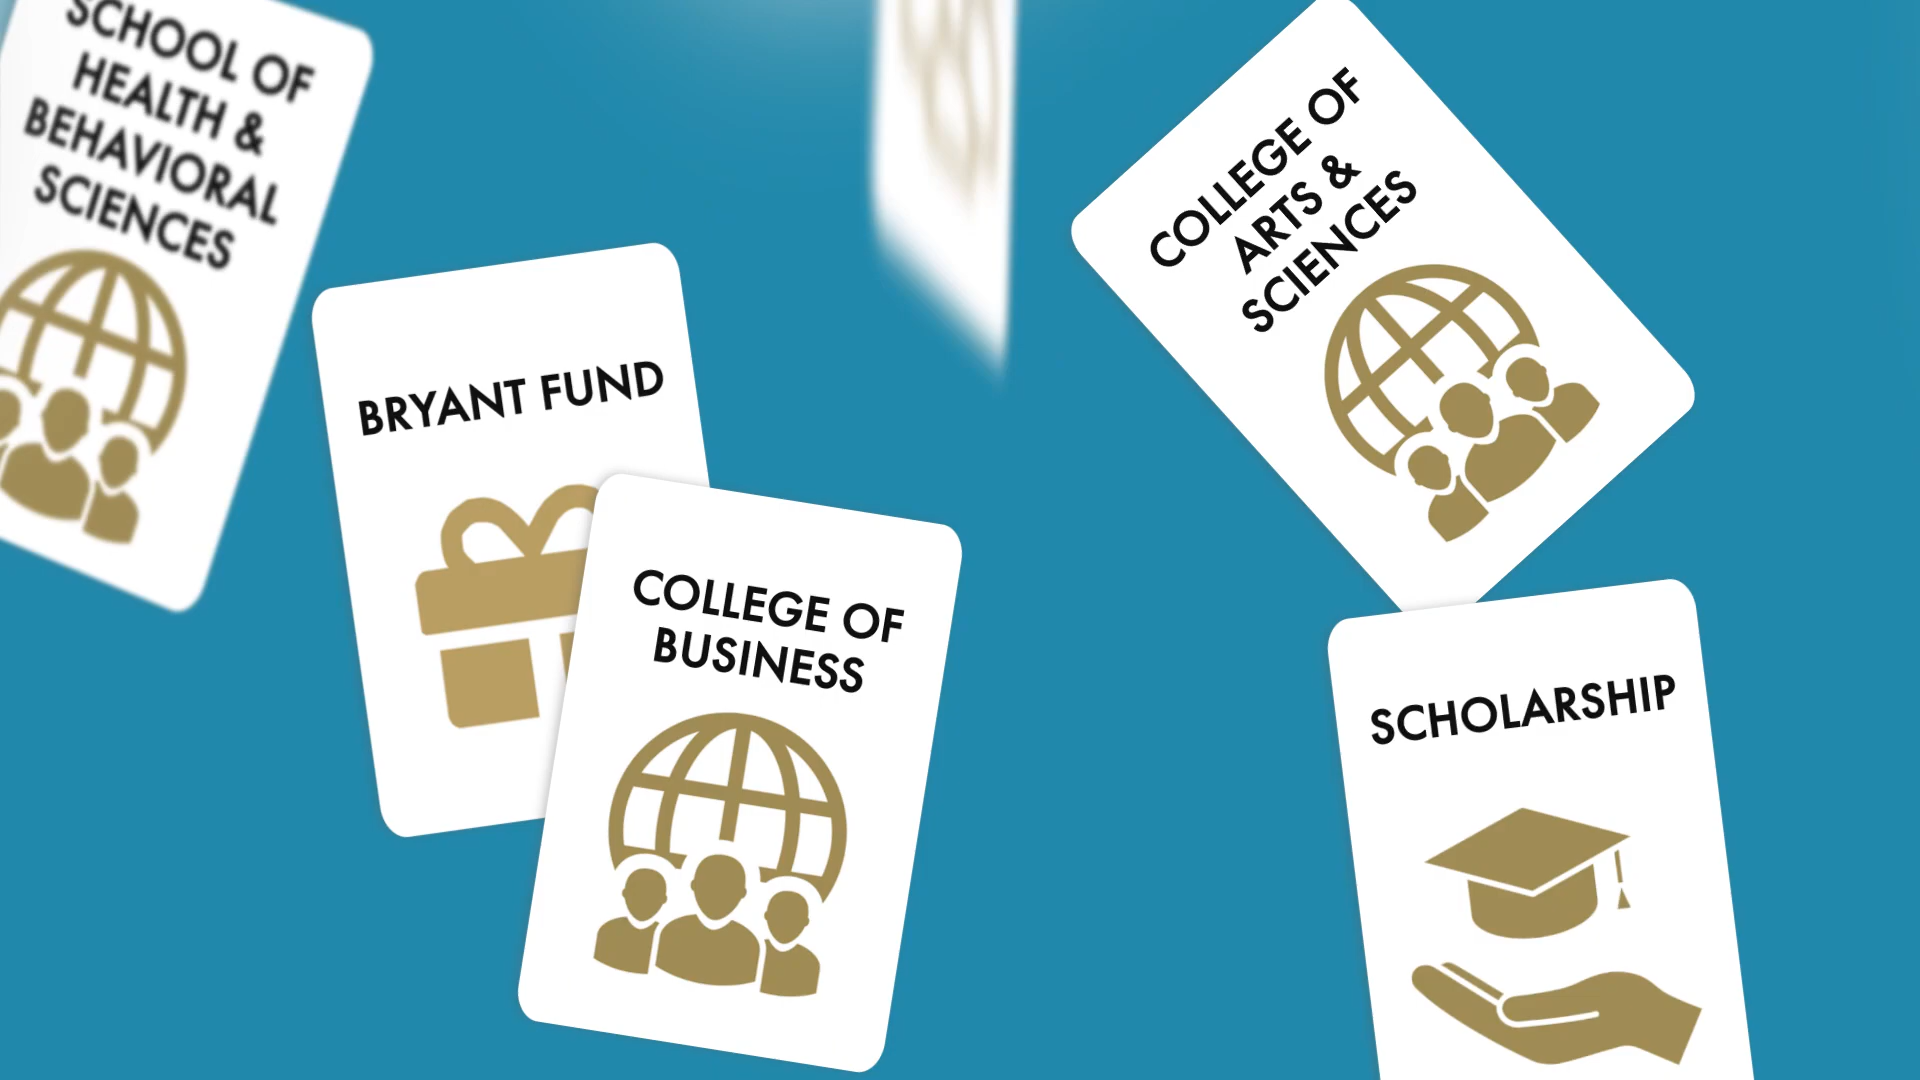 SCHOOL OF
HEALTH &
BEHAVIORAL
SCIENCES
BRYANT FUND
COLLEGE OF
BUSINESS
COLLEGE OF
ARTS &
SCIENCES
SCHOLARSHIP